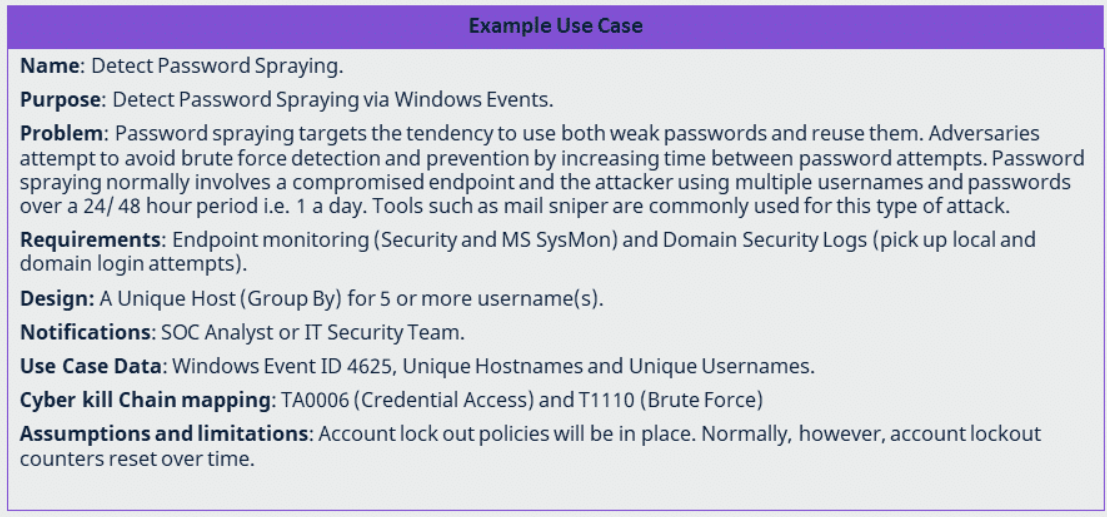 Example Use Case
Name: Detect Password Spraying.
Purpose: Detect Password Spraying via Windows Events.
Problem: Password spraying targets the tendency to use both weak passwords and reuse them. Adversaries
attempt to avoid brute force detection and prevention by increasing time between password attempts. Password
spraying normally involves a compromised endpoint and the attacker using multiple usernames and passwords
over a 24/ 48 hour period i.e. 1 a day. Tools such as mail sniper are commonly used for this type of attack.
Requirements: Endpoint monitoring (Security and MS SysMon) and Domain Security Logs (pick up local and
domain login attempts).
Design: A Unique Host (Group By) for 5 or more username(s).
Notifications: SOC Analyst or IT Security Team.
Use Case Data: Windows Event ID 4625, Unique Hostnames and Unique Usernames.
Cyber kill Chain mapping: TA0006 (Credential Access) and T1110 (Brute Force)
Assumptions and limitations: Account lock out policies will be in place. Normally, however, account lockout
counters reset over time.